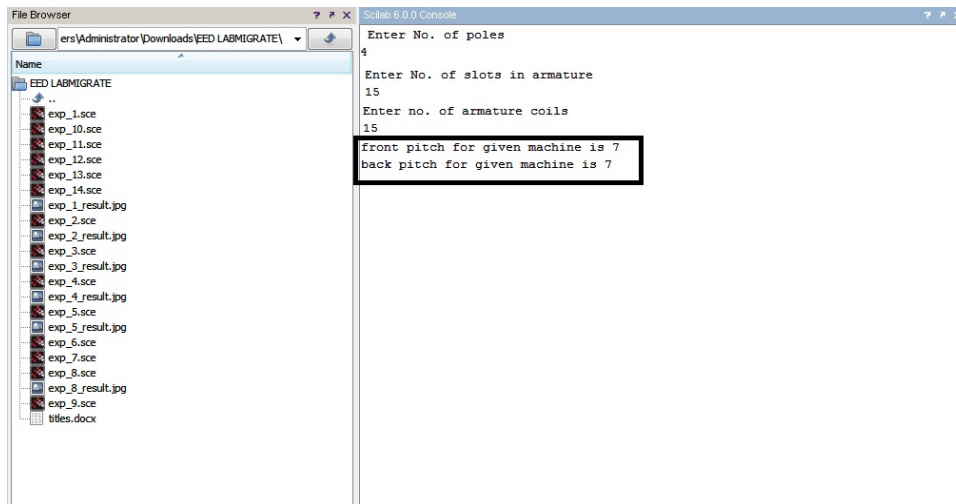 File Browser
ers\Administrator\Downloads\EED LABMIGRATE\
Name
EED LABMIGRATE
..
exp_1.sce
exp_10.sce
exp_11.sce
exp_12.sce
exp_13.sce
exp_14.sce
exp_1_result.jpg
exp_2.sce
exp_2_result.jpg
exp_3.sce
exp_3_result.jpg
exp_4.sce
exp_4_result.jpg
exp_5.sce
exp_5_result.jpg
exp_6.sce
exp_7.sce
exp_8.sce
exp_8_result.jpg
exp_9.sce
titles.docx
Scilab 6.0.0 Console
Enter No. of poles
4
Enter No. of slots in armature
15
Enter no. of armature coils
15
front pitch for given machine is 7
back pitch for given machine is 7